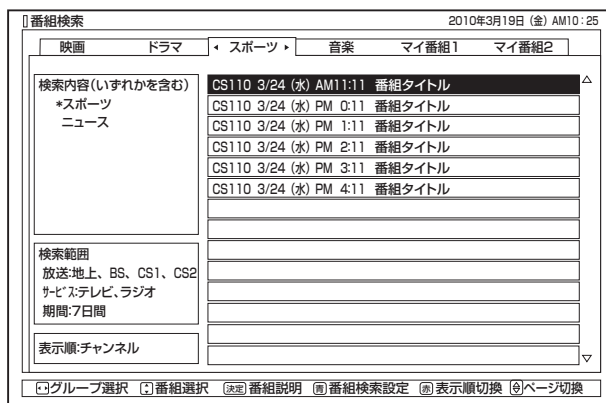 番組検索 2010年3月19日 (金) AM10:25
映画 ドラマ スポーツ 音楽 マイ番組1 マイ番組2
検索内容(いずれかを含む)
*スポーツ
ニュース
CS110 3/24 (水) AM11:11 番組タイトル
CS110 3/24 (水) PM 0:11 番組タイトル
CS110 3/24 (水) PM 1:11 番組タイトル
CS110 3/24 (水) PM 2:11 番組タイトル
CS110 3/24 (水) PM 3:11 番組タイトル
CS110 3/24 (水) PM 4:11 番組タイトル
検索範囲
放送:地上、BS、CS1、CS2
サービス:テレビ、ラジオ
期間:7日間
表示順:チャンネル
グループ選択 番組選択 決定 番組説明 青 番組検索設定 赤 表示順切換 ページ切換